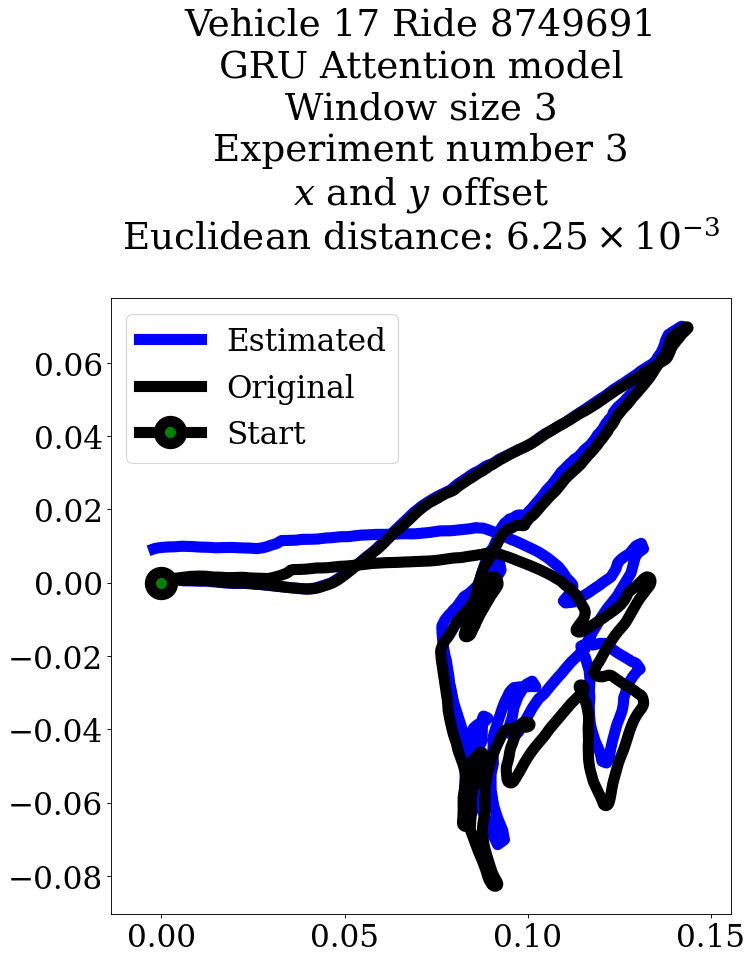 Vehicle 17 Ride 8749691
GRU Attention model
Window size 3
Experiment number 3
x and y offset
Euclidean distance: 6.25 × 10⁻³
Estimated
Original
Start
0.06
0.04
0.02
0.00
−0.02
−0.04
−0.06
−0.08
0.00 0.05 0.10 0.15